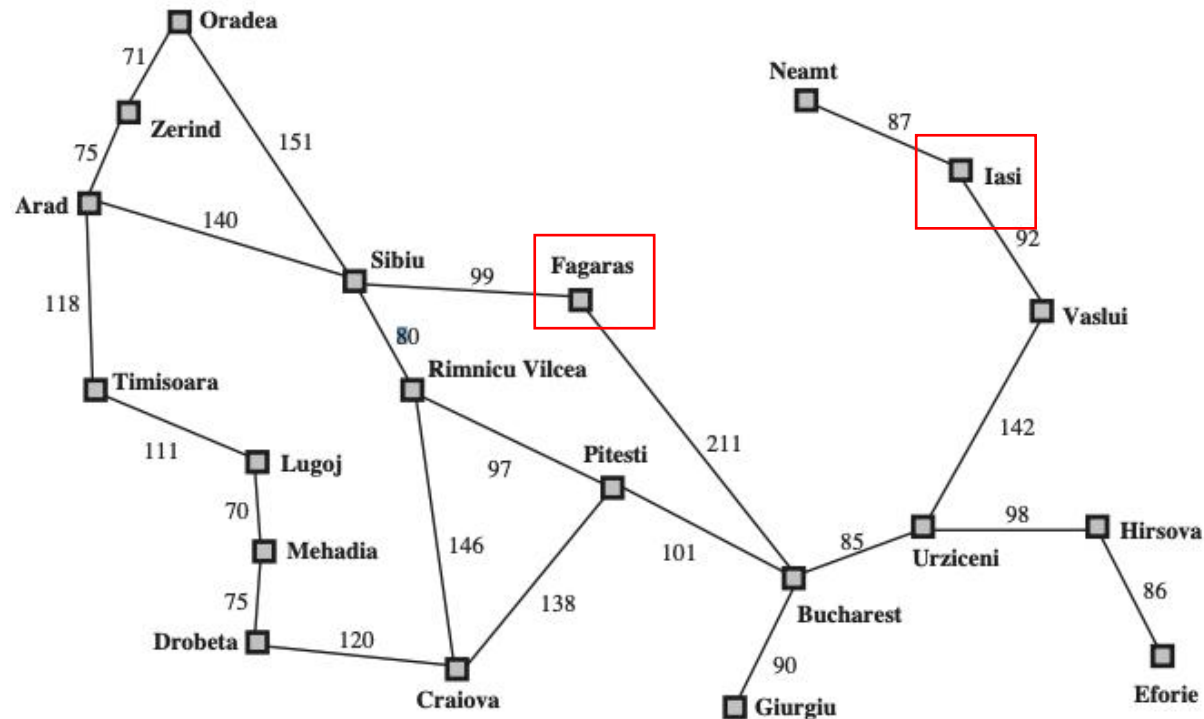 Oradea
71
Neamt
Zerind
87
151
75
Iasi
Arad
140
92
Sibiu
Fagaras
99
118
Vaslui
80
Timisoara
Rimnicu Vilcea
142
111
211
Lugoj
97
Pitesti
70
98
Hirsova
146
85
Mehadia
101
Urziceni
86
75
138
Bucharest
Drobeta
120
90
Eforie
Craiova
Giurgiu